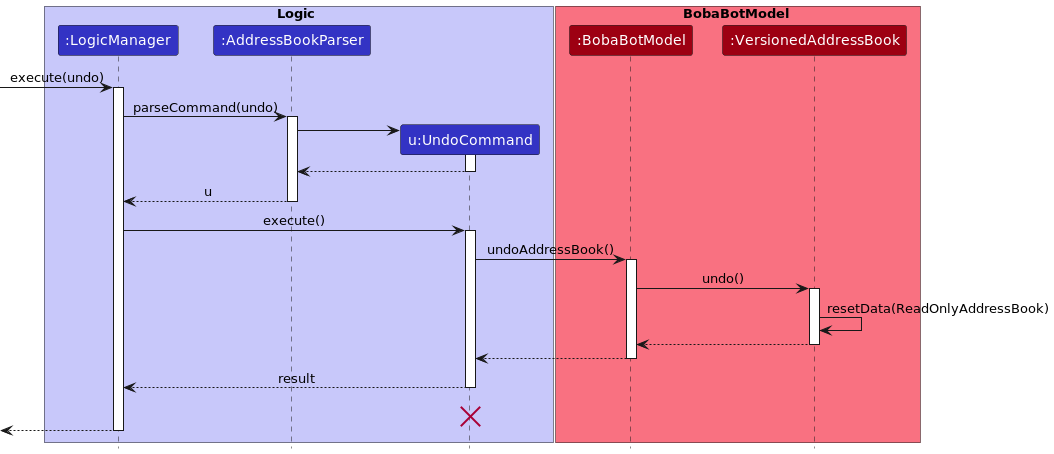 Logic
BobaBotModel
:LogicManager
:AddressBookParser
:BobaBotModel
:VersionedAddressBook
execute(undo)
parseCommand(undo)
u:UndoCommand
u
execute()
undoAddressBook()
undo()
resetData(ReadOnlyAddressBook)
result